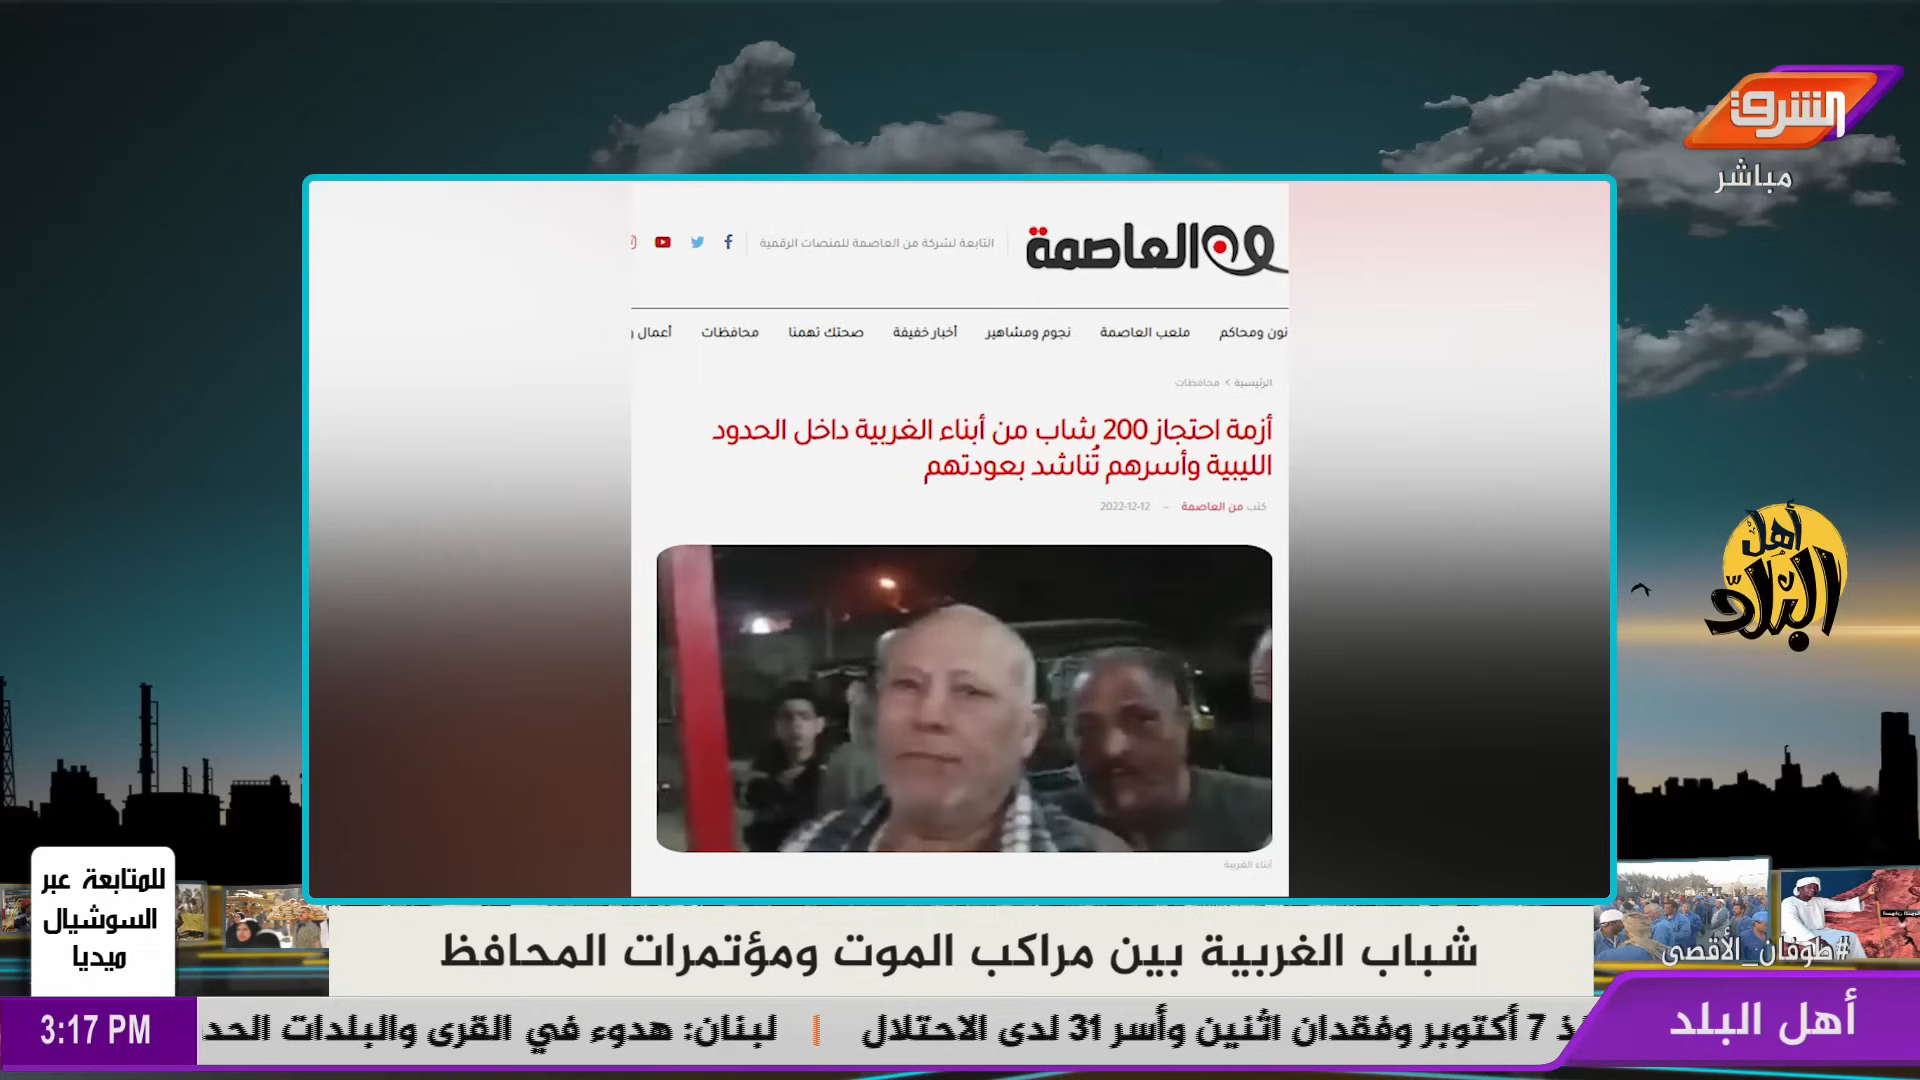 الشرق
مباشر
من العاصمة
التابعة لشركة من العاصمة للمنصات الرقمية
نون ومحاكم
ملعب العاصمة
نجوم ومشاهير
أخبار خفيفة
صحتك تهمنا
محافظات
أعمال و
الرئيسية > محافظات
أزمة احتجاز 200 شاب من أبناء الغربية داخل الحدود
الليبية وأسرهم تُناشد بعودتهم
كتب من العاصمة – 2022-12-12
أبناء الغربية
أهل
البلد
للمتابعة عبر
السوشيال
ميديا
شباب الغربية بين مراكب الموت ومؤتمرات المحافظ
#طوفان_الأقصى
أهل البلد
ذ 7 أكتوبر وفقدان اثنين وأسر 31 لدى الاحتلال | لبنان: هدوء في القرى والبلدات الحد
3:17 PM